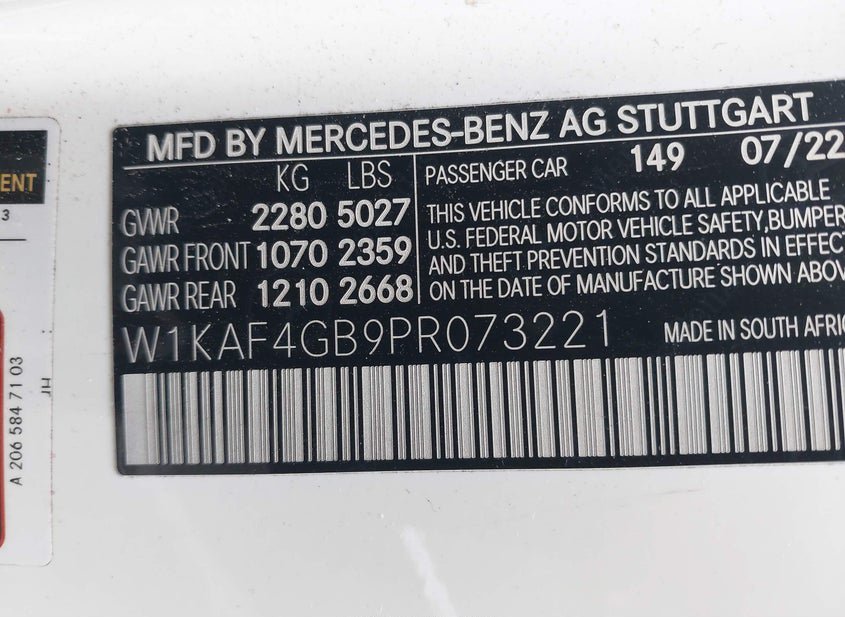 MFD BY MERCEDES-BENZ AG STUTTGART
KG LBS
GVWR 2280 5027
GAWR FRONT 1070 2359
GAWR REAR 1210 2668
PASSENGER CAR 149 07/22
THIS VEHICLE CONFORMS TO ALL APPLICABLE
U.S. FEDERAL MOTOR VEHICLE SAFETY,BUMPER
AND THEFT PREVENTION STANDARDS IN EFFECT
ON THE DATE OF MANUFACTURE SHOWN ABOV
W1KAF4GB9PR073221
MADE IN SOUTH AFRIC
ENT
3
JH
A 206 584 71 03